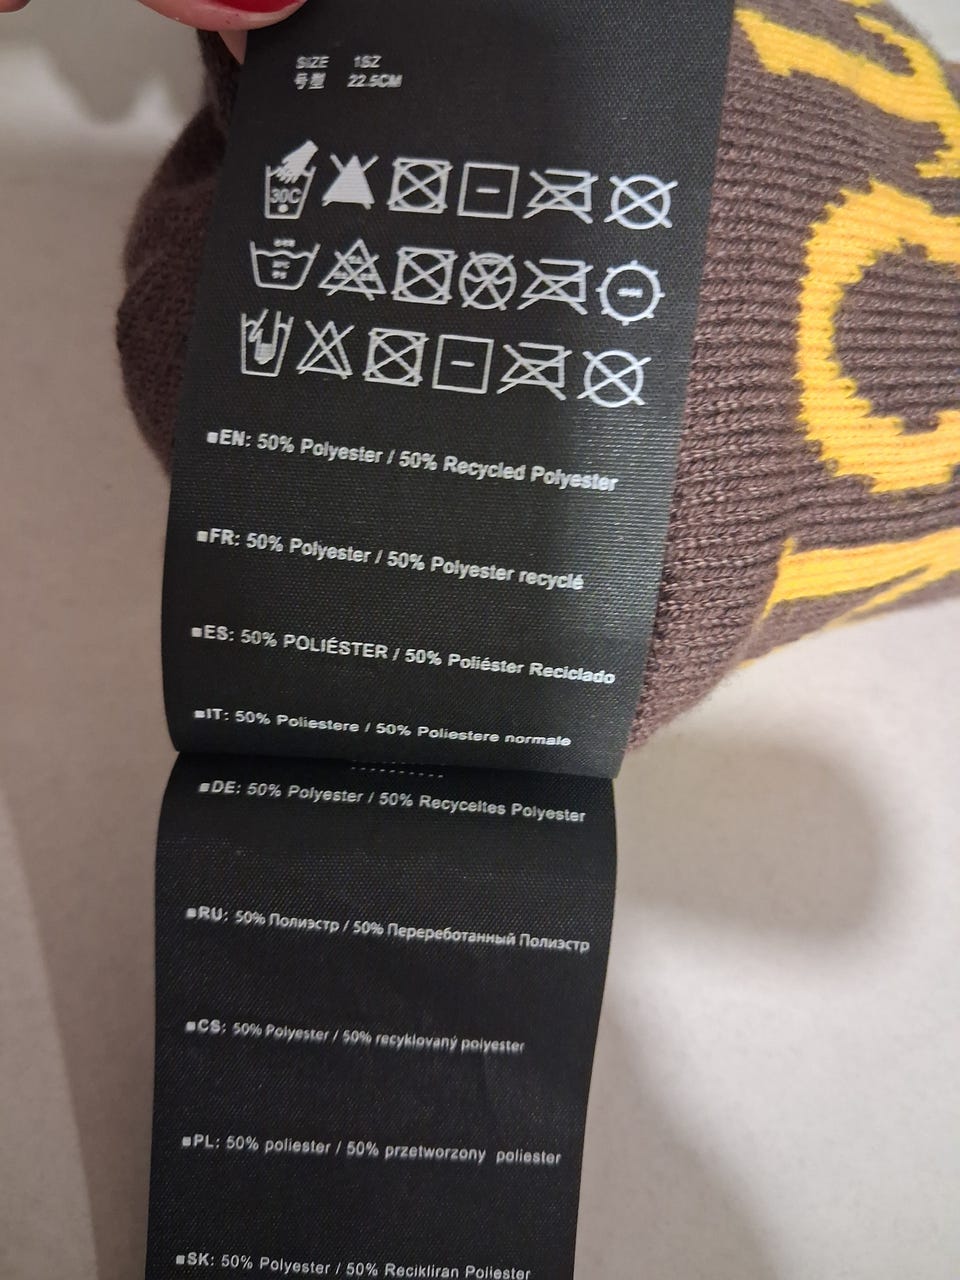 SIZE 1SZ
号型 22.5CM
30C
■EN: 50% Polyester / 50% Recycled Polyester
■FR: 50% Polyester / 50% Polyester recyclé
■ES: 50% POLIÉSTER / 50% Poliéster Reciclado
■IT: 50% Poliestere / 50% Poliestere normale
■DE: 50% Polyester / 50% Recyceltes Polyester
■RU: 50% Полиэстр / 50% Переработанный Полиэстр
■CS: 50% Polyester / 50% recyklovaný polyester
■PL: 50% poliester / 50% przetworzony poliester
■SK: 50% Polyester / 50% Recikliran Poliester